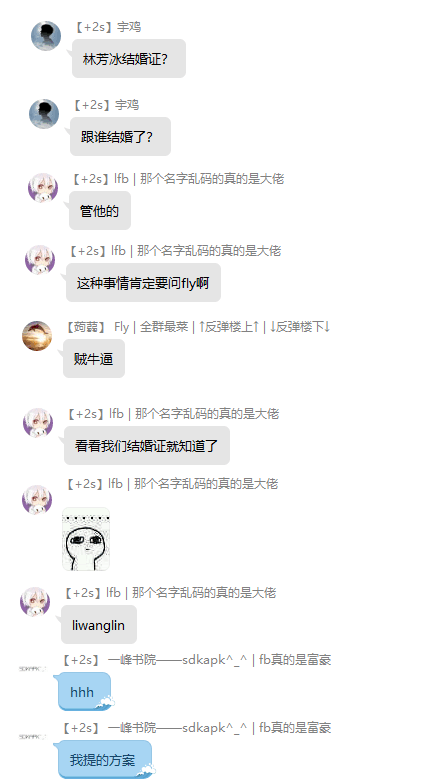 【+2s】宇鸡
林芳冰结婚证?
【+2s】宇鸡
跟谁结婚了?
【+2s】lfb | 那个名字乱码的真的是大佬
管他的
【+2s】lfb | 那个名字乱码的真的是大佬
这种事情肯定要问fly啊
【蒟蒻】 Fly | 全群最菜 | ↑反弹楼上↑ | ↓反弹楼下↓
贼牛逼
【+2s】lfb | 那个名字乱码的真的是大佬
看看我们结婚证就知道了
【+2s】lfb | 那个名字乱码的真的是大佬
【+2s】lfb | 那个名字乱码的真的是大佬
liwanglin
【+2s】 一峰书院——sdkapk^_^ | fb真的是富豪
hhh
【+2s】 一峰书院——sdkapk^_^ | fb真的是富豪
我提的方案